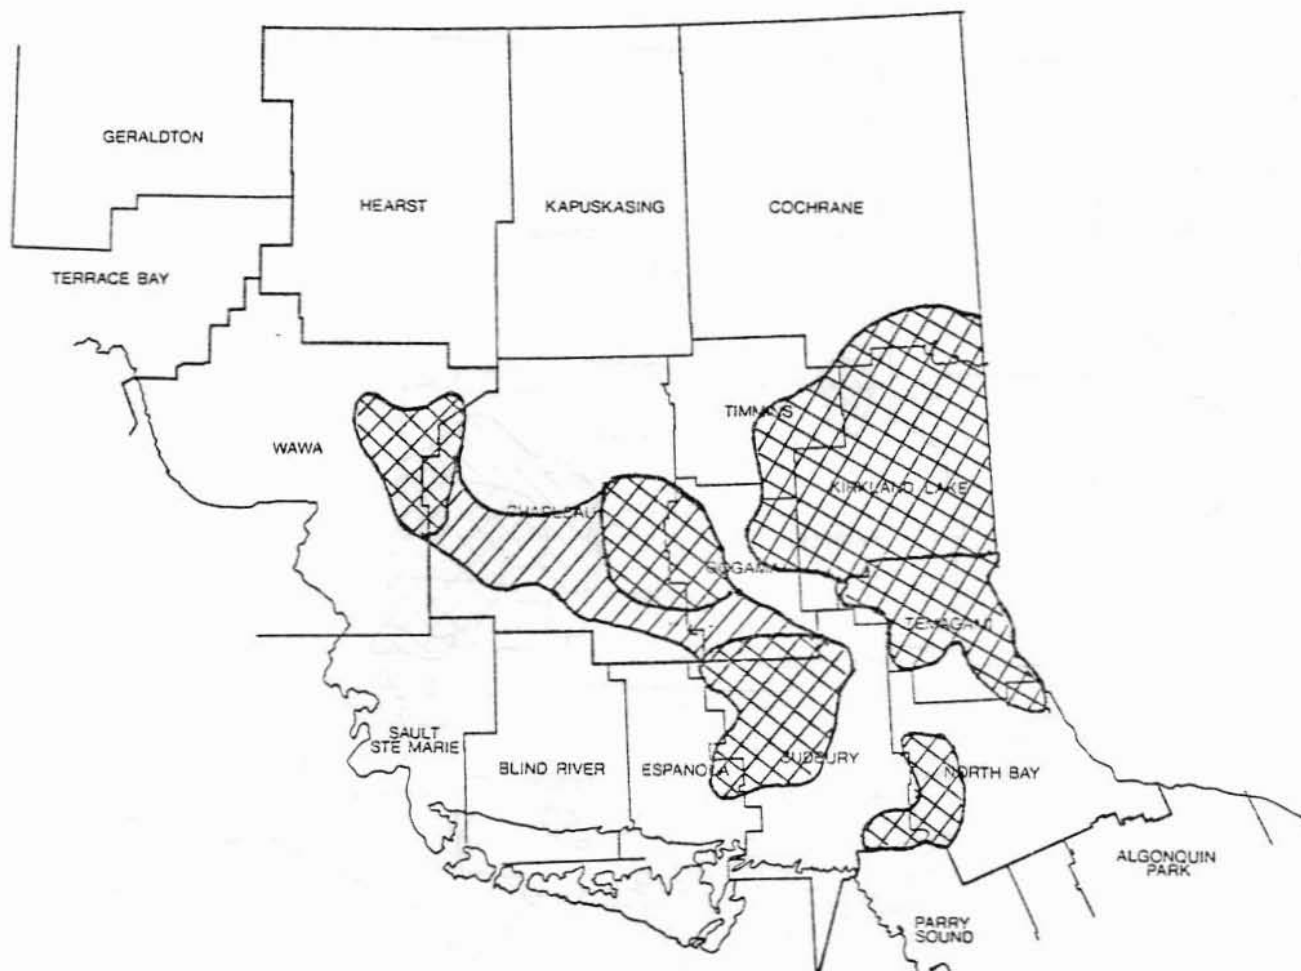 GERALDTON
HEARST
KAPUSKASING
COCHRANE
TERRACE BAY
WAWA
TIMMINS
CHAPLEAU
KIRKLAND LAKE
GOGAMA
TEMAGAMI
SAULT
STE MARIE
BLIND RIVER
ESPANOLA
SUDBURY
NORTH BAY
ALGONQUIN
PARK
PARRY
SOUND